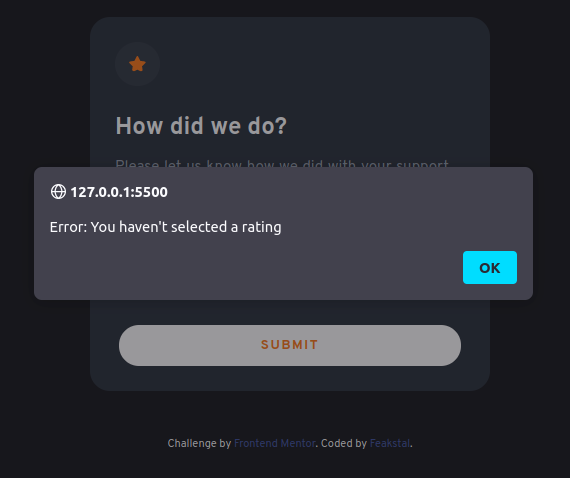 How did we do?
Please let us know how we did with your support
127.0.0.1:5500
Error: You haven't selected a rating
OK
SUBMIT
Challenge by Frontend Mentor. Coded by Feakstal.